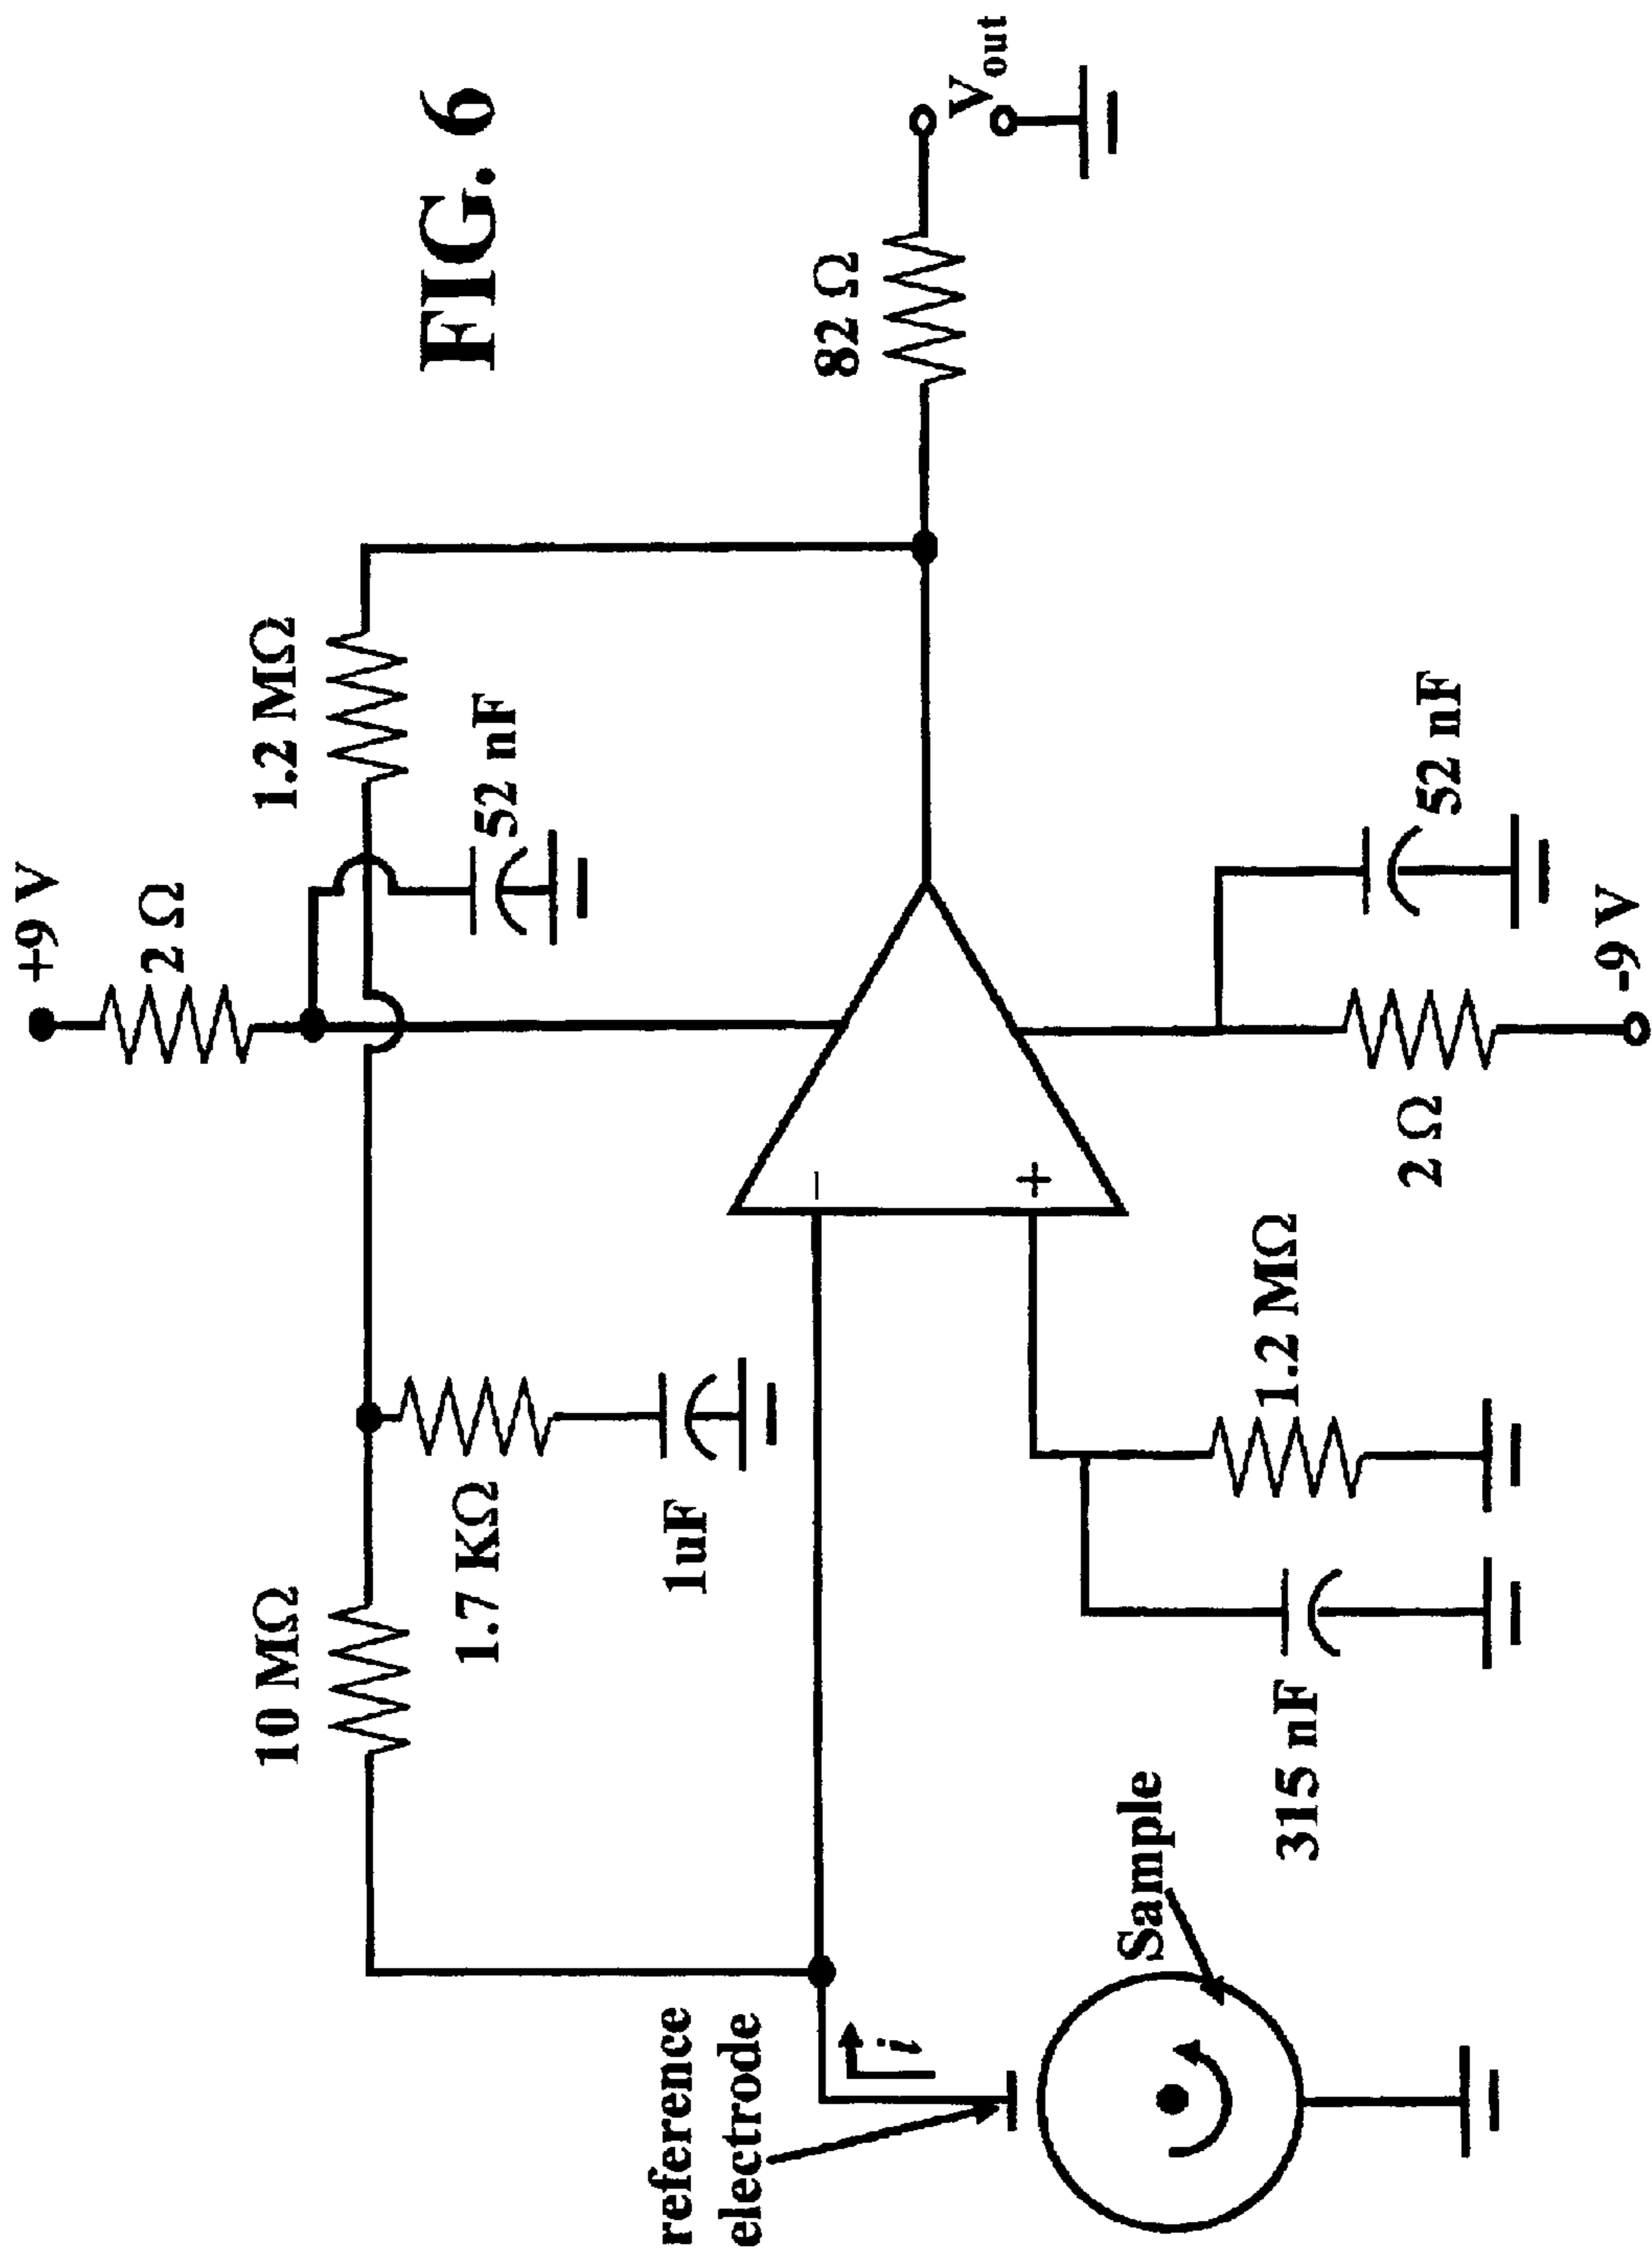 FIG. 6
+9 V
2 Ω
10 MΩ
1.2 MΩ
1.7 KΩ
52 nF
1uF
reference
electrode
i
−
+
82 Ω
Vout
Sample
1.2 MΩ
315 nF
2 Ω
52 nF
-9 V